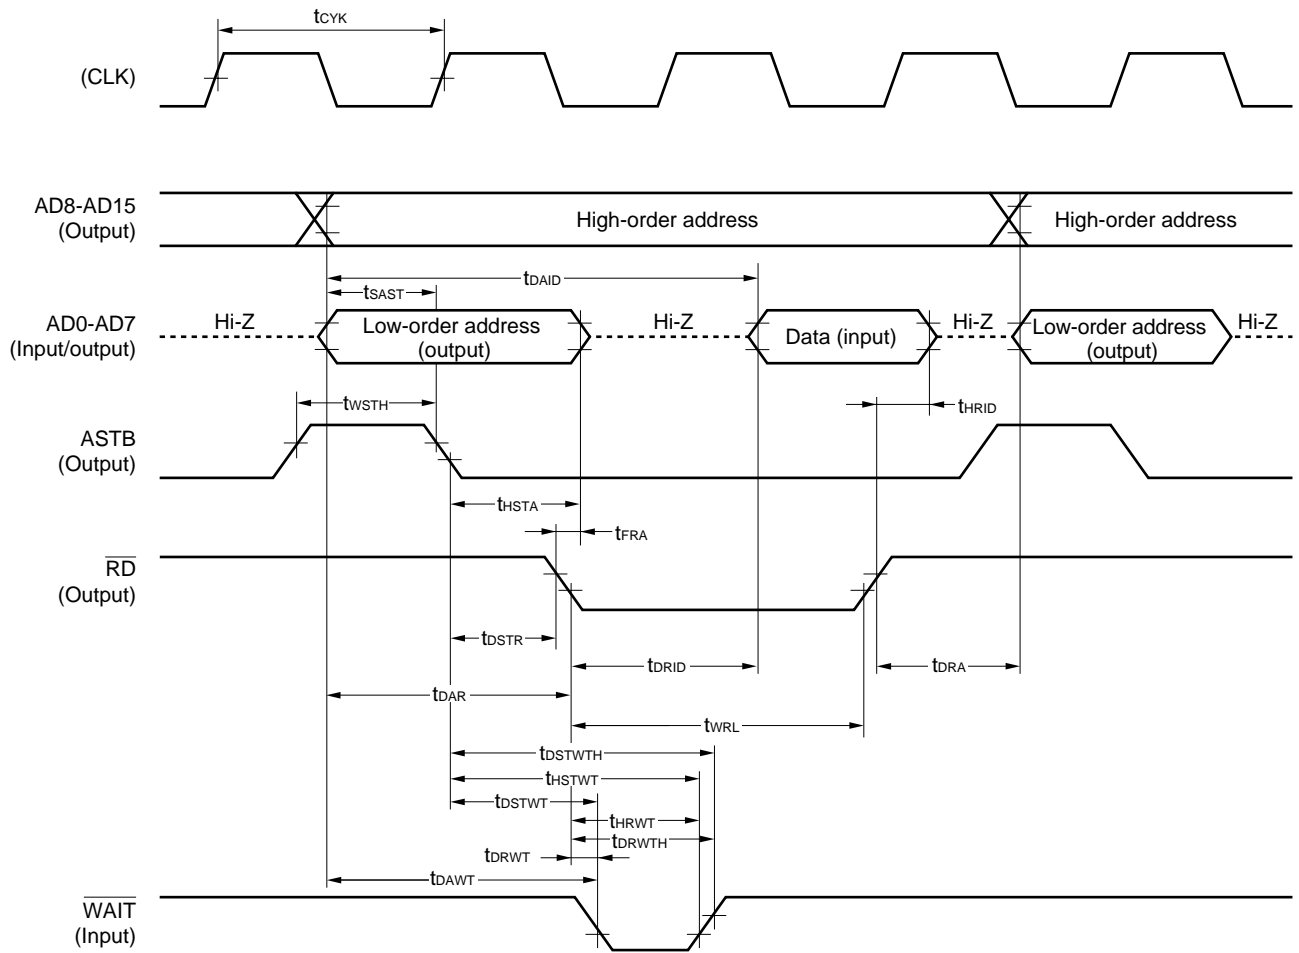 tCYK
(CLK)
AD8-AD15
(Output)
High-order address
High-order address
tDAID
tSAST
AD0-AD7
(Input/output)
Hi-Z
Low-order address
(output)
Hi-Z
Data (input)
Hi-Z
Low-order address
(output)
Hi-Z
tWSTH
tHRID
ASTB
(Output)
tHSTA
tFRA
RD
(Output)
tDSTR
tDRID
tDRA
tDAR
tWRL
tDSTWTH
tHSTWT
tDSTWT
tHRWT
tDRWTH
tDRWT
tDAWT
WAIT
(Input)